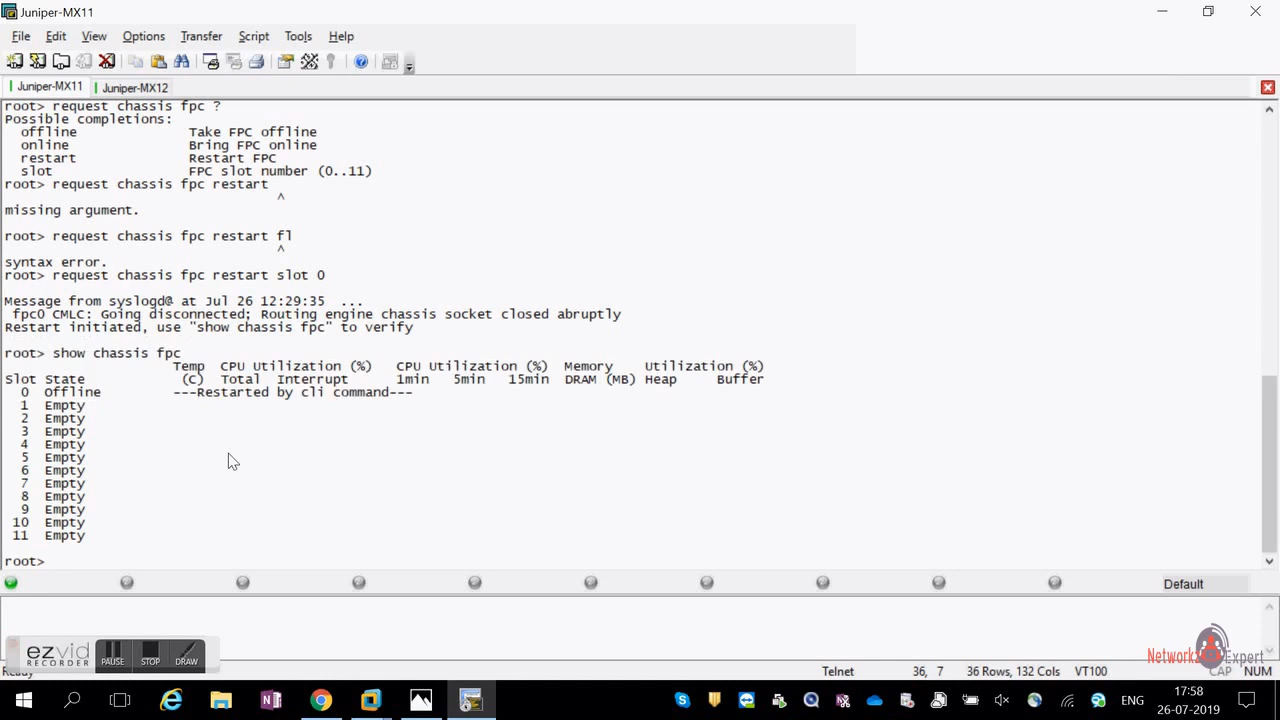 Juniper-MX11
File Edit View Options Transfer Script Tools Help
Juniper-MX11 Juniper-MX12
root> request chassis fpc ?
Possible completions:
offline Take FPC offline
online Bring FPC online
restart Restart FPC
slot FPC slot number (0..11)
root> request chassis fpc restart
^
missing argument.
root> request chassis fpc restart fl
^
syntax error.
root> request chassis fpc restart slot 0
Message from syslogd@ at Jul 26 12:29:35 ...
fpc0 CMLC: Going disconnected; Routing engine chassis socket closed abruptly
Restart initiated, use "show chassis fpc" to verify
root> show chassis fpc
Temp CPU Utilization (%) CPU Utilization (%) Memory Utilization (%)
Slot State (C) Total Interrupt 1min 5min 15min DRAM (MB) Heap Buffer
0 Offline ---Restarted by cli command---
1 Empty
2 Empty
3 Empty
4 Empty
5 Empty
6 Empty
7 Empty
8 Empty
9 Empty
10 Empty
11 Empty
root>
Default
ezvid
RECORDER
PAUSE STOP DRAW
Network Expert
Telnet 36, 7 36 Rows, 132 Cols VT100 CAP NUM
ENG
17:58
26-07-2019